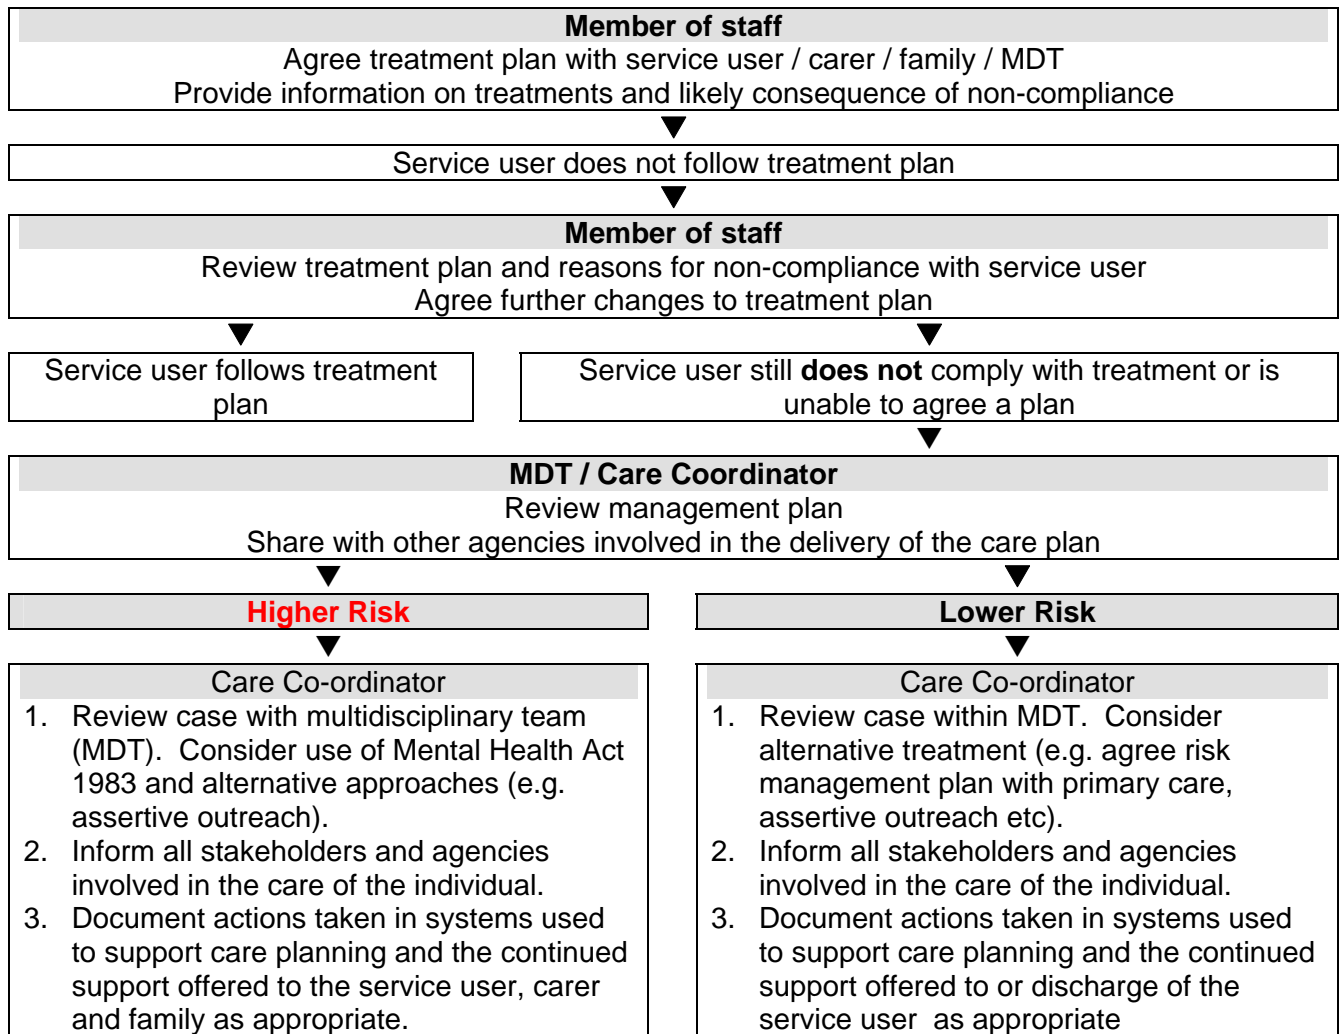 Member of staff
Agree treatment plan with service user / carer / family / MDT
Provide information on treatments and likely consequence of non-compliance
Service user does not follow treatment plan
Member of staff
Review treatment plan and reasons for non-compliance with service user
Agree further changes to treatment plan
Service user follows treatment
plan
Service user still does not comply with treatment or is
unable to agree a plan
MDT / Care Coordinator
Review management plan
Share with other agencies involved in the delivery of the care plan
Higher Risk
Care Co-ordinator
1. Review case with multidisciplinary team
(MDT). Consider use of Mental Health Act
1983 and alternative approaches (e.g.
assertive outreach).
2. Inform all stakeholders and agencies
involved in the care of the individual.
3. Document actions taken in systems used
to support care planning and the continued
support offered to the service user, carer
and family as appropriate.
Lower Risk
Care Co-ordinator
1. Review case within MDT. Consider
alternative treatment (e.g. agree risk
management plan with primary care,
assertive outreach etc).
2. Inform all stakeholders and agencies
involved in the care of the individual.
3. Document actions taken in systems used
to support care planning and the continued
support offered to or discharge of the
service user as appropriate